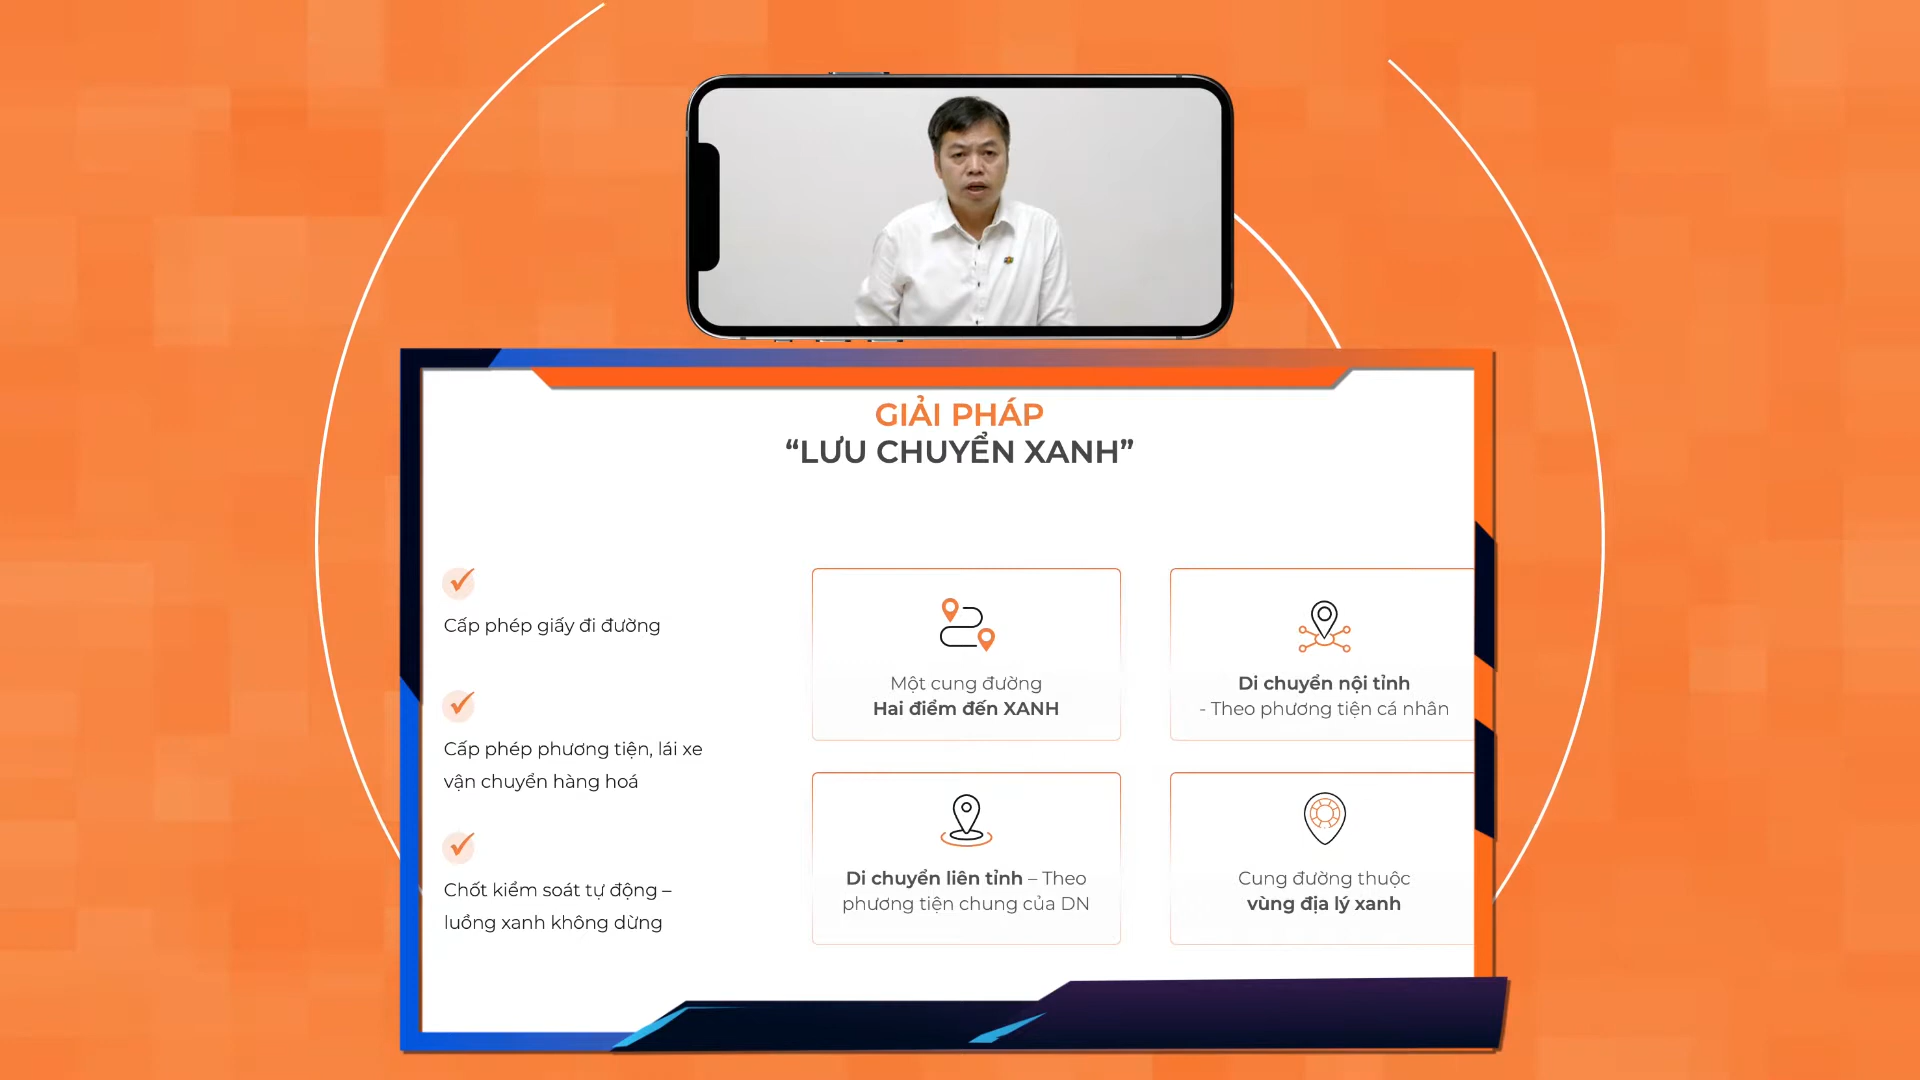 GIẢI PHÁP
“LƯU CHUYỂN XANH”
Cấp phép giấy đi đường
Cấp phép phương tiện, lái xe
vận chuyển hàng hoá
Chốt kiểm soát tự động –
luồng xanh không dừng
Một cung đường
Hai điểm đến XANH
Di chuyển nội tỉnh
- Theo phương tiện cá nhân
Di chuyển liên tỉnh – Theo
phương tiện chung của DN
Cung đường thuộc
vùng địa lý xanh